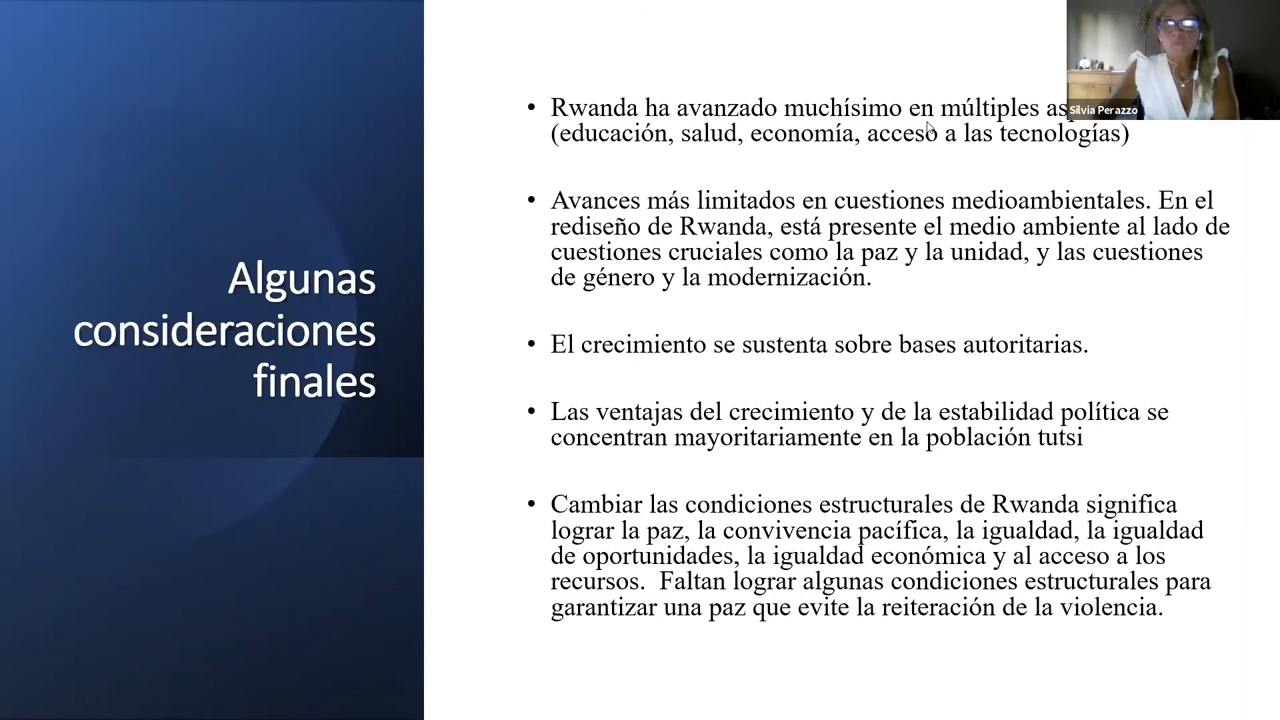 Algunas
consideraciones
finales
• Rwanda ha avanzado muchísimo en múltiples
(educación, salud, economía, acceso a las tecnologías)
• Avances más limitados en cuestiones medioambientales. En el
rediseño de Rwanda, está presente el medio ambiente al lado de
cuestiones cruciales como la paz y la unidad, y las cuestiones
de género y la modernización.
• El crecimiento se sustenta sobre bases autoritarias.
• Las ventajas del crecimiento y de la estabilidad política se
concentran mayoritariamente en la población tutsi
• Cambiar las condiciones estructurales de Rwanda significa
lograr la paz, la convivencia pacífica, la igualdad, la igualdad
de oportunidades, la igualdad económica y al acceso a los
recursos.  Faltan lograr algunas condiciones estructurales para
garantizar una paz que evite la reiteración de la violencia.
Silvia Perazzo